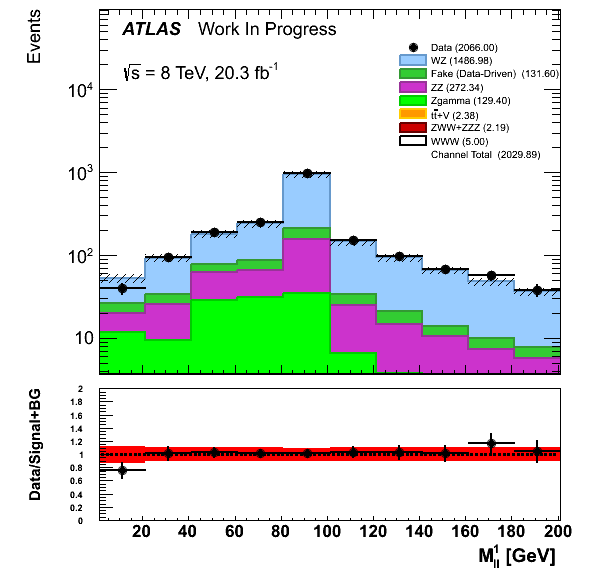 Events
ATLAS Work In Progress
√s = 8 TeV, 20.3 fb⁻¹
Data (2066.00)
WZ (1486.98)
Fake (Data-Driven) (131.60)
ZZ (272.34)
Zgamma (129.40)
tt̄+V (2.38)
ZWW+ZZZ (2.19)
WWW (5.00)
Channel Total (2029.89)
10⁴
10³
10²
10
Data/Signal+BG
2
1.8
1.6
1.4
1.2
1
0.8
0.6
0.4
0.2
0
20 40 60 80 100 120 140 160 180 200
M¹ll [GeV]